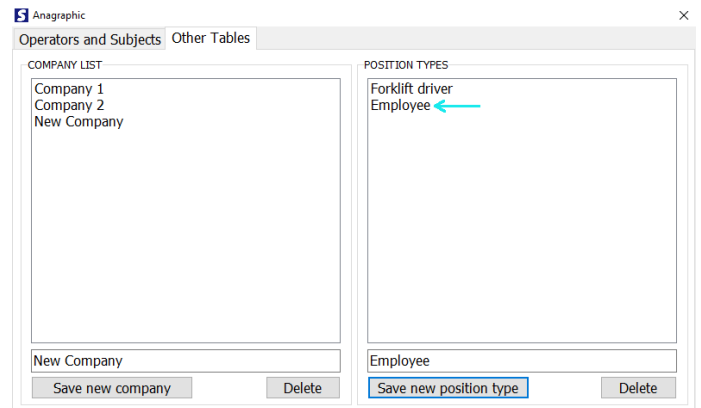 Anagraphic
Operators and Subjects Other Tables
COMPANY LIST
Company 1
Company 2
New Company
New Company
Save new company Delete
POSITION TYPES
Forklift driver
Employee
Employee
Save new position type Delete